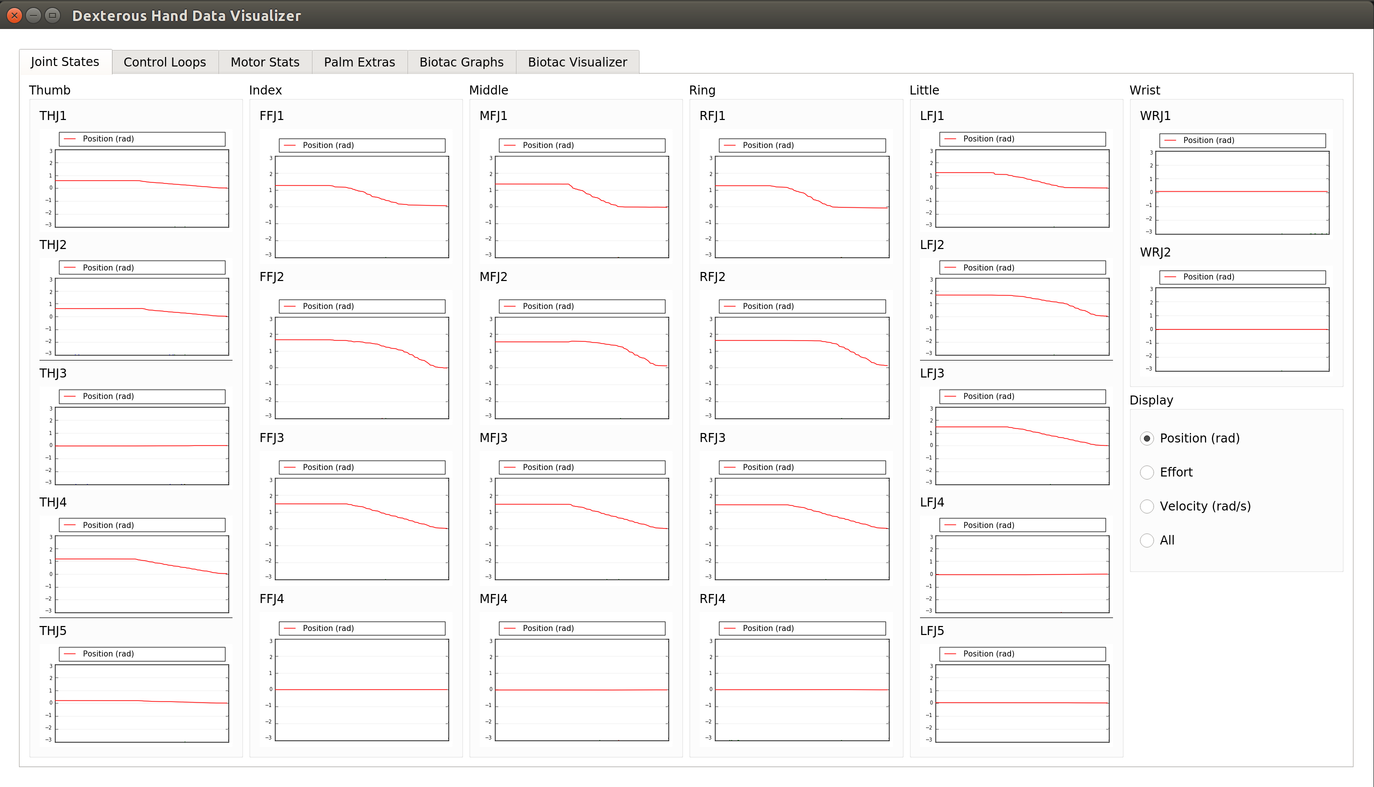 Dexterous Hand Data Visualizer
Joint States Control Loops Motor Stats Palm Extras Biotac Graphs Biotac Visualizer
Thumb
THJ1
Position (rad)
3
2
1
0
−1
−2
−3
THJ2
Position (rad)
3
2
1
0
−1
−2
−3
THJ3
Position (rad)
3
2
1
0
−1
−2
−3
THJ4
Position (rad)
3
2
1
0
−1
−2
−3
THJ5
Position (rad)
3
2
1
0
−1
−2
−3
Index
FFJ1
Position (rad)
3
2
1
0
−1
−2
−3
FFJ2
Position (rad)
3
2
1
0
−1
−2
−3
FFJ3
Position (rad)
3
2
1
0
−1
−2
−3
FFJ4
Position (rad)
3
2
1
0
−1
−2
−3
Middle
MFJ1
Position (rad)
3
2
1
0
−1
−2
−3
MFJ2
Position (rad)
3
2
1
0
−1
−2
−3
MFJ3
Position (rad)
3
2
1
0
−1
−2
−3
MFJ4
Position (rad)
3
2
1
0
−1
−2
−3
Ring
RFJ1
Position (rad)
3
2
1
0
−1
−2
−3
RFJ2
Position (rad)
3
2
1
0
−1
−2
−3
RFJ3
Position (rad)
3
2
1
0
−1
−2
−3
RFJ4
Position (rad)
3
2
1
0
−1
−2
−3
Little
LFJ1
Position (rad)
3
2
1
0
−1
−2
−3
LFJ2
Position (rad)
3
2
1
0
−1
−2
−3
LFJ3
Position (rad)
3
2
1
0
−1
−2
−3
LFJ4
Position (rad)
3
2
1
0
−1
−2
−3
LFJ5
Position (rad)
3
2
1
0
−1
−2
−3
Wrist
WRJ1
Position (rad)
3
2
1
0
−1
−2
−3
WRJ2
Position (rad)
3
2
1
0
−1
−2
−3
Display
Position (rad)
Effort
Velocity (rad/s)
All